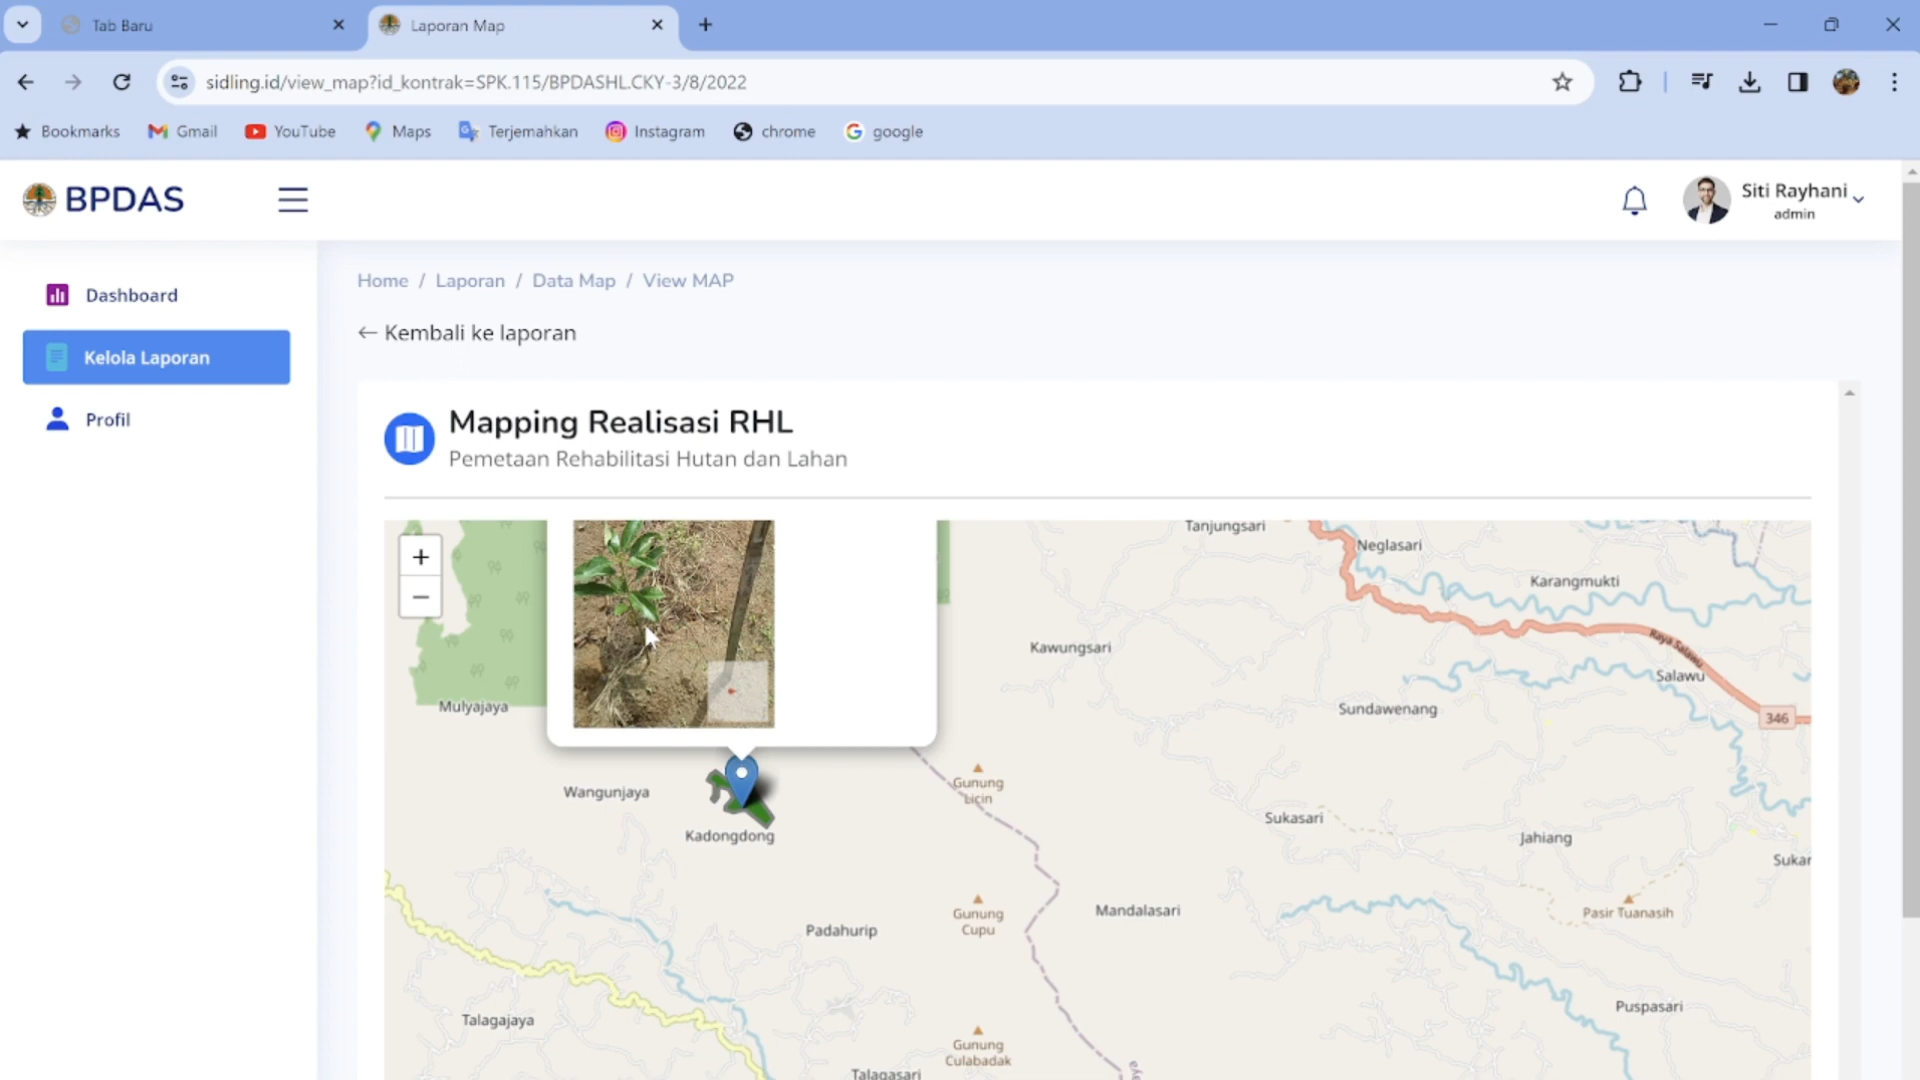 Tab Baru
Laporan Map
sidling.id/view_map?id_kontrak=SPK.115/BPDASHL.CKY-3/8/2022
Bookmarks
Gmail
YouTube
Maps
Terjemahkan
Instagram
chrome
google
BPDAS
Siti Rayhani
admin
Dashboard
Kelola Laporan
Profil
Home / Laporan / Data Map / View MAP
← Kembali ke laporan
Mapping Realisasi RHL
Pemetaan Rehabilitasi Hutan dan Lahan
+
−
Tanjungsari
Neglasari
Karangmukti
Kawungsari
Raya Salawu
Salawu
Mulyajaya
Sundawenang
346
Wangunjaya
Gunung
Licin
Kadongdong
Sukasari
Jahiang
Sukar
Gunung
Cupu
Mandalasari
Pasir Tuanasih
Padahurip
Puspasari
Talagajaya
Gunung
Culabadak
Talagasari